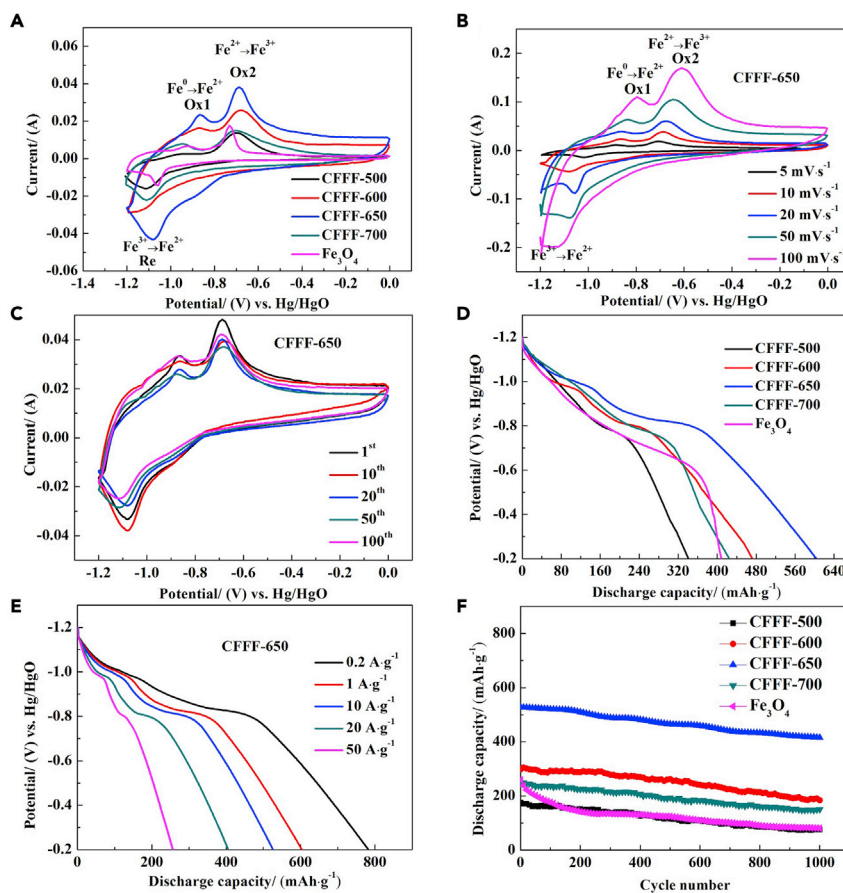 A
0.06
0.04
0.02
0.00
-0.02
-0.04
-0.06
Current/ (A)
Fe²⁺→Fe³⁺
Ox2
Fe⁰→Fe²⁺
Ox1
Fe³⁺→Fe²⁺
Re
CFFF-500
CFFF-600
CFFF-650
CFFF-700
Fe₃O₄
-1.4 -1.2 -1.0 -0.8 -0.6 -0.4 -0.2 0.0
Potential/ (V) vs. Hg/HgO
B
0.2
0.1
0.0
-0.1
-0.2
Current/ (A)
Fe²⁺→Fe³⁺
Ox2
Fe⁰→Fe²⁺
Ox1
CFFF-650
Fe³⁺→Fe²⁺
5 mV·s⁻¹
10 mV·s⁻¹
20 mV·s⁻¹
50 mV·s⁻¹
100 mV·s⁻¹
-1.2 -1.0 -0.8 -0.6 -0.4 -0.2 0.0
Potential/ (V) vs. Hg/HgO
C
0.04
0.02
0.00
-0.02
-0.04
Current/ (A)
CFFF-650
1ˢᵗ
10ᵗʰ
20ᵗʰ
50ᵗʰ
100ᵗʰ
-1.2 -1.0 -0.8 -0.6 -0.4 -0.2 0.0
Potential/ (V) vs. Hg/HgO
D
-1.2
-1.0
-0.8
-0.6
-0.4
-0.2
Potential/ (V) vs. Hg/HgO
CFFF-500
CFFF-600
CFFF-650
CFFF-700
Fe₃O₄
0 80 160 240 320 400 480 560 640
Discharge capacity/ (mAh·g⁻¹)
E
-1.2
-1.0
-0.8
-0.6
-0.4
-0.2
Potential/ (V) vs. Hg/HgO
CFFF-650
0.2 A·g⁻¹
1 A·g⁻¹
10 A·g⁻¹
20 A·g⁻¹
50 A·g⁻¹
0 200 400 600 800
Discharge capacity/ (mAh·g⁻¹)
F
800
600
400
200
0
Discharge capacity/ (mAh·g⁻¹)
CFFF-500
CFFF-600
CFFF-650
CFFF-700
Fe₃O₄
0 200 400 600 800 1000
Cycle number